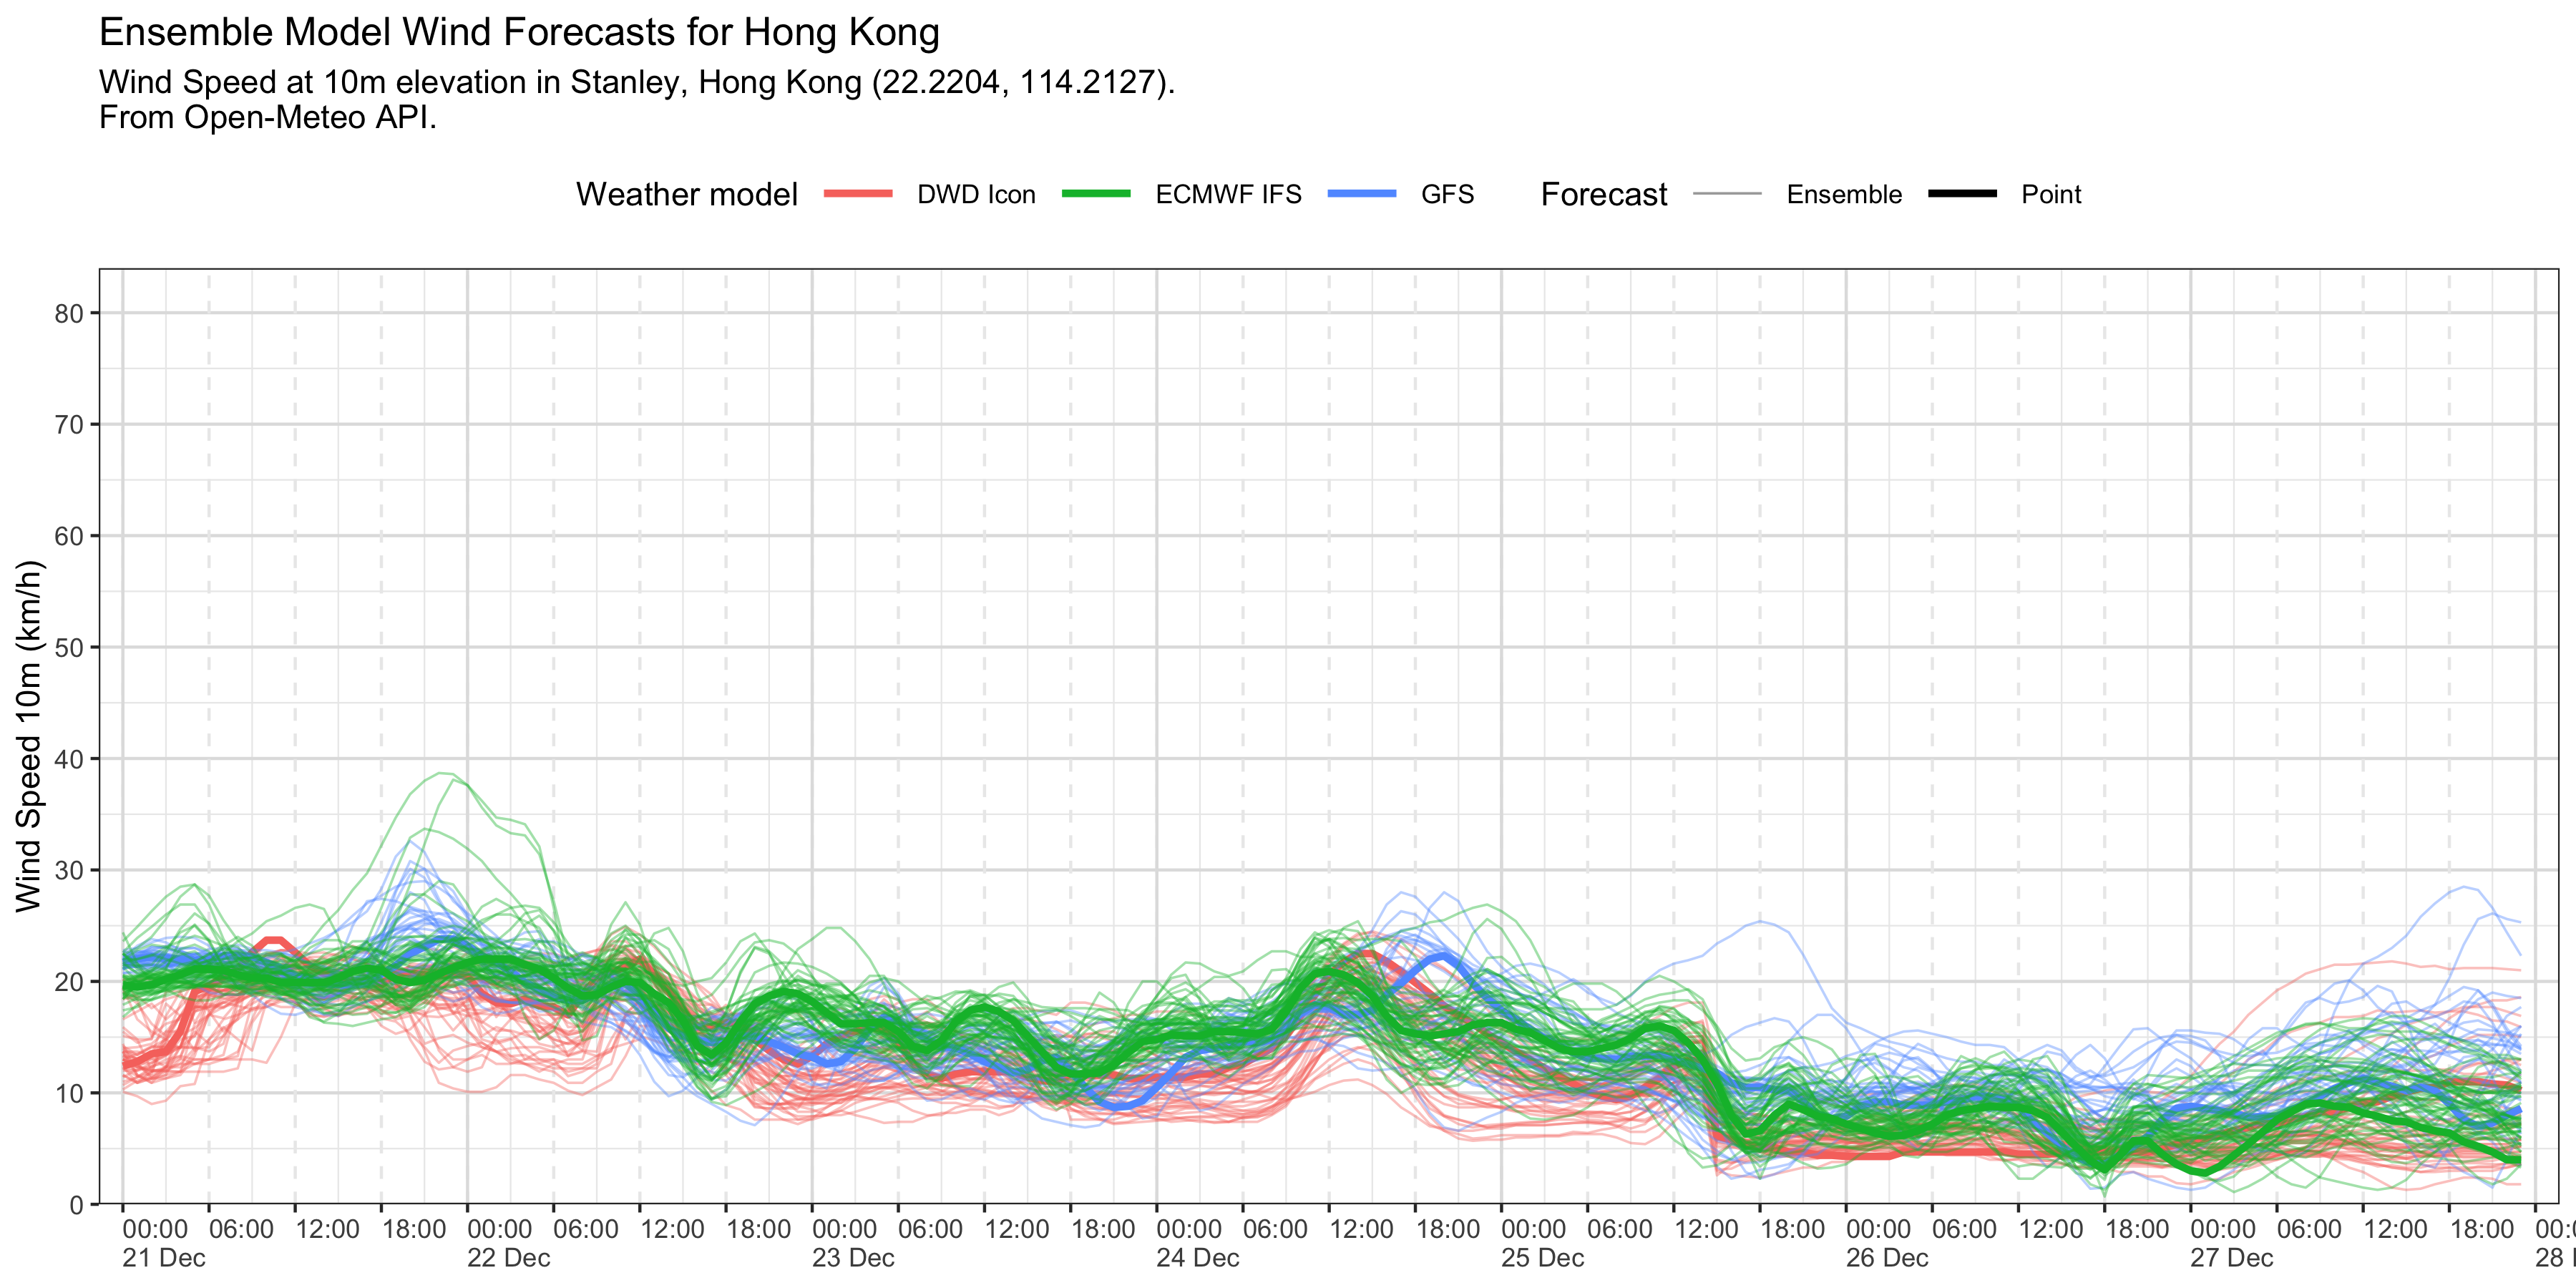 Ensemble Model Wind Forecasts for Hong Kong
Wind Speed at 10m elevation in Stanley, Hong Kong (22.2204, 114.2127).
From Open-Meteo API.
Weather model DWD Icon ECMWF IFS GFS Forecast Ensemble Point
Wind Speed 10m (km/h)
80
70
60
50
40
30
20
10
0
00:00 06:00 12:00 18:00 00:00 06:00 12:00 18:00 00:00 06:00 12:00 18:00 00:00 06:00 12:00 18:00 00:00 06:00 12:00 18:00 00:00 06:00 12:00 18:00 00:00 06:00 12:00 18:00
21 Dec 22 Dec 23 Dec 24 Dec 25 Dec 26 Dec 27 Dec 28